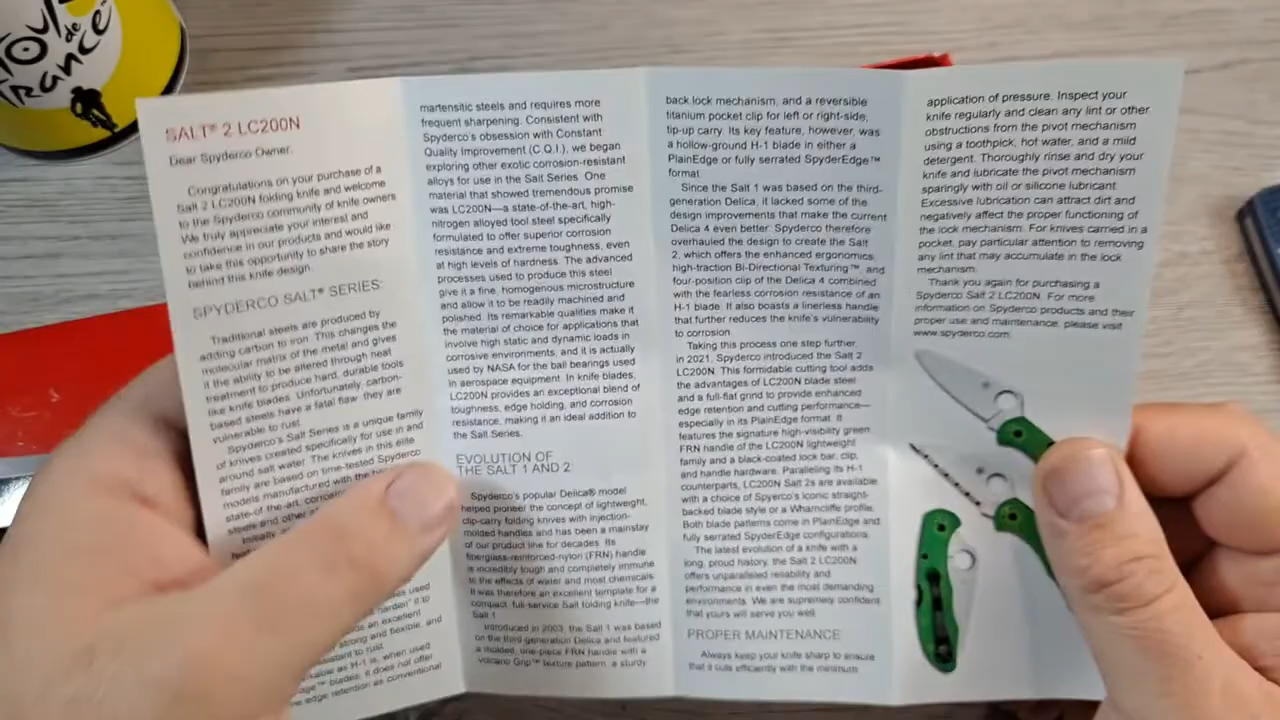 TOUR
de
France
SALT® 2 LC200N
Dear Spyderco Owner,
Congratulations on your purchase of a
Salt 2 LC200N folding knife and welcome
to the Spyderco community of knife owners
We truly appreciate your interest and
confidence in our products and would like
to take this opportunity to share the story
behind this knife design.
SPYDERCO SALT® SERIES:
Traditional steels are produced by
adding carbon to iron. This changes the
molecular matrix of the metal and gives
it the ability to be altered through heat
treatment to produce hard, durable tools
like knife blades. Unfortunately, carbon-
based steels have a fatal flaw: they are
vulnerable to rust.
Spyderco's Salt Series is a unique family
of knives created specifically for use in and
around salt water. The knives in this elite
family are based on time-tested Spyderco
models manufactured with the
state-of-the-art, corrosion
steels and other
Initially
used
harden" it to
an excellent
strong and flexible, and
to rust.
as H-1 is, when used
blades, it does not offer
edge retention as conventional
martensitic steels and requires more
frequent sharpening. Consistent with
Spyderco's obsession with Constant
Quality Improvement (C.Q.I.), we began
exploring other exotic corrosion-resistant
alloys for use in the Salt Series. One
material that showed tremendous promise
was LC200N—a state-of-the-art, high-
nitrogen alloyed tool steel specifically
formulated to offer superior corrosion
resistance and extreme toughness, even
at high levels of hardness. The advanced
processes used to produce this steel
give it a fine, homogenous microstructure
and allow it to be readily machined and
polished. Its remarkable qualities make it
the material of choice for applications that
involve high static and dynamic loads in
corrosive environments, and it is actually
used by NASA for the ball bearings used
in aerospace equipment. In knife blades,
LC200N provides an exceptional blend of
toughness, edge holding, and corrosion
resistance, making it an ideal addition to
the Salt Series.
EVOLUTION OF
THE SALT 1 AND 2
Spyderco's popular Delica® model
helped pioneer the concept of lightweight,
clip-carry folding knives with injection-
molded handles and has been a mainstay
of our product line for decades. Its
fiberglass-reinforced-nylon (FRN) handle
is incredibly tough and completely immune
to the effects of water and most chemicals
It was therefore an excellent template for a
compact, full-service Salt folding knife—the
Salt 1.
Introduced in 2003, the Salt 1 was based
on the third-generation Delica and featured
a molded, one-piece FRN handle with a
Volcano Grip™ texture pattern, a sturdy
back lock mechanism, and a reversible
titanium pocket clip for left or right-side,
tip-up carry. Its key feature, however, was
a hollow-ground H-1 blade in either a
PlainEdge or fully serrated SpyderEdge™
format.
Since the Salt 1 was based on the third-
generation Delica, it lacked some of the
design improvements that make the current
Delica 4 even better. Spyderco therefore
overhauled the design to create the Salt
2, which offers the enhanced ergonomics,
high-traction Bi-Directional Texturing™, and
four-position clip of the Delica 4 combined
with the fearless corrosion resistance of an
H-1 blade. It also boasts a linerless handle
that further reduces the knife's vulnerability
to corrosion.
Taking this process one step further,
in 2021, Spyderco introduced the Salt 2
LC200N. This formidable cutting tool adds
the advantages of LC200N blade steel
and a full-flat grind to provide enhanced
edge retention and cutting performance—
especially in its PlainEdge format. It
features the signature high-visibility green
FRN handle of the LC200N lightweight
family and a black-coated lock bar, clip,
and handle hardware. Paralleling its H-1
counterparts, LC200N Salt 2s are available
with a choice of Spyerco's iconic straight-
backed blade style or a Wharncliffe profile.
Both blade patterns come in PlainEdge and
fully serrated SpyderEdge configurations.
The latest evolution of a knife with a
long, proud history, the Salt 2 LC200N
offers unparalleled reliability and
performance in even the most demanding
environments. We are supremely confident
that yours will serve you well.
PROPER MAINTENANCE
Always keep your knife sharp to ensure
that it cuts efficiently with the minimum
application of pressure. Inspect your
knife regularly and clean any lint or other
obstructions from the pivot mechanism
using a toothpick, hot water, and a mild
detergent. Thoroughly rinse and dry your
knife and lubricate the pivot mechanism
sparingly with oil or silicone lubricant.
Excessive lubrication can attract dirt and
negatively affect the proper functioning of
the lock mechanism. For knives carried in a
pocket, pay particular attention to removing
any lint that may accumulate in the lock
mechanism.
Thank you again for purchasing a
Spyderco Salt 2 LC200N. For more
information on Spyderco products and their
proper use and maintenance, please visit
www.spyderco.com.